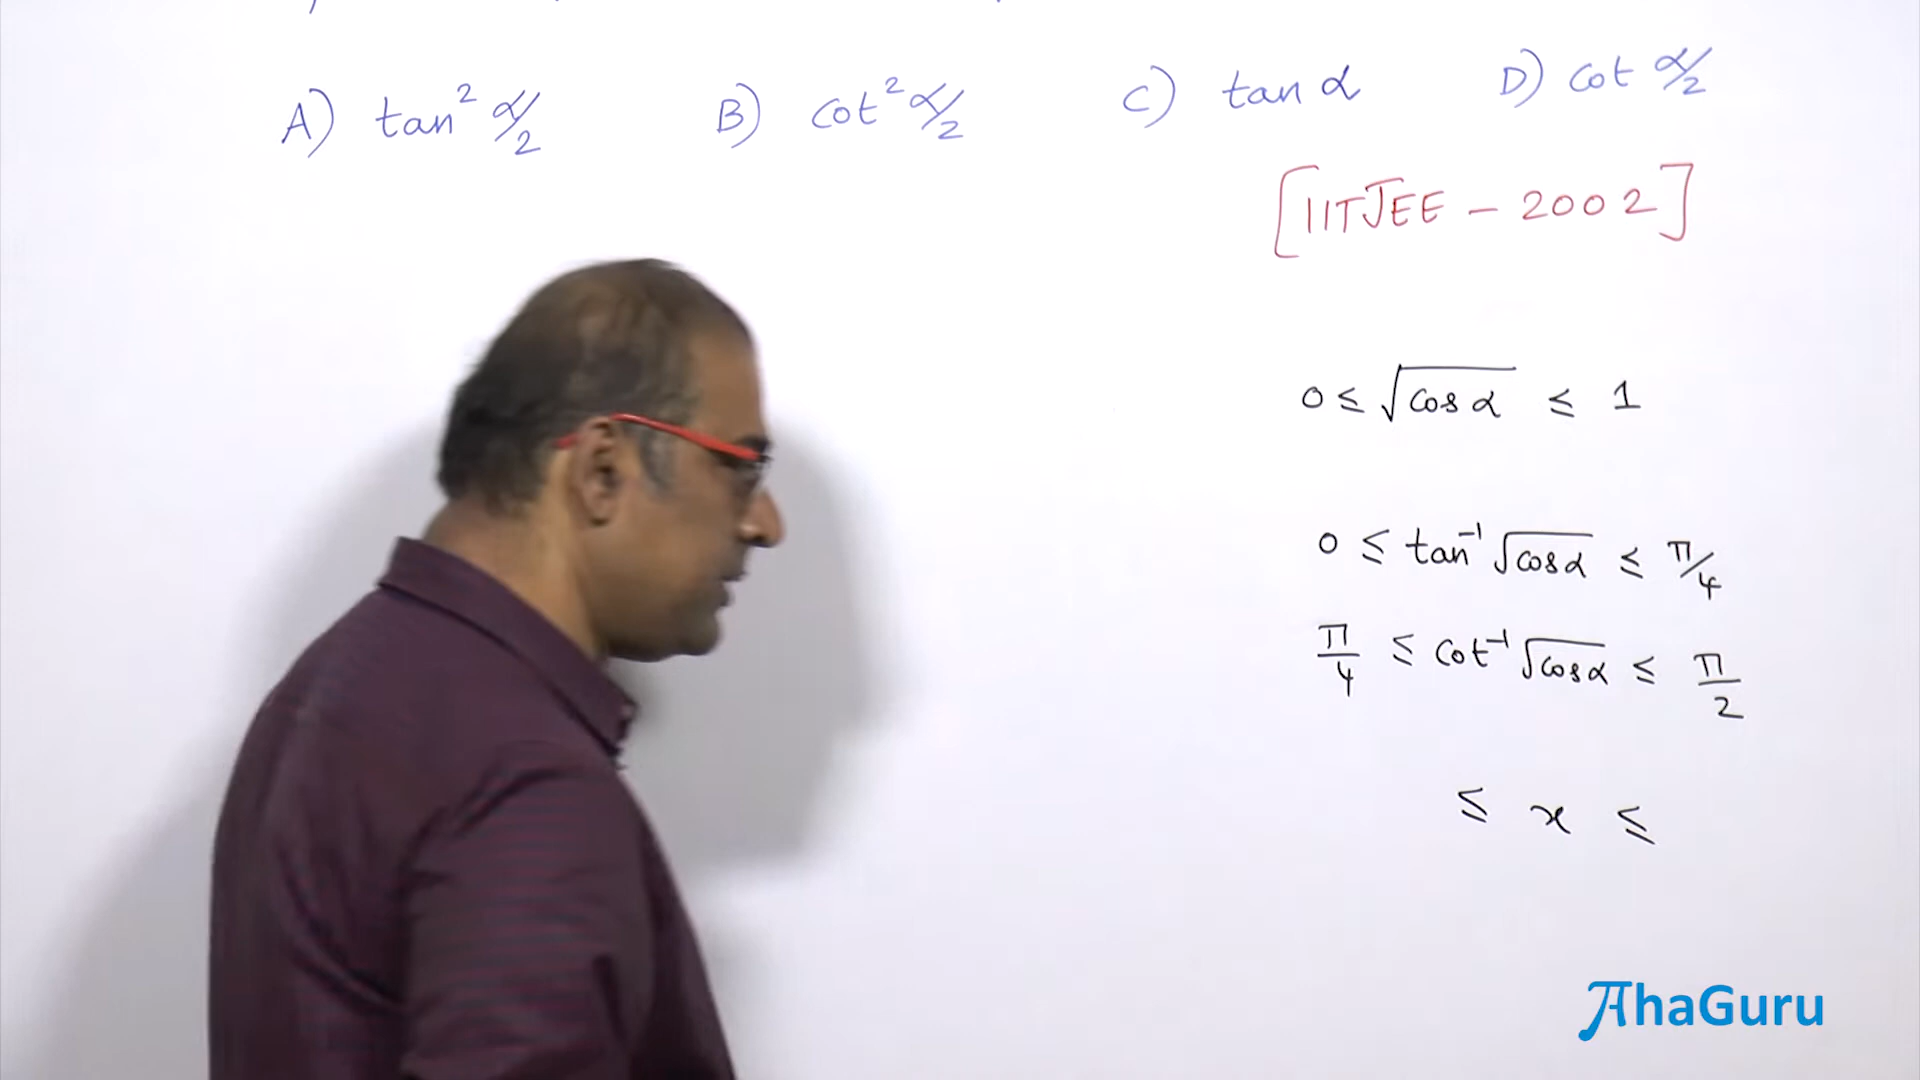 A) tan² α/2 B) cot² α/2 C) tan α D) cot α/2
[IITJEE - 2002]
0 ≤ √cos α ≤ 1
0 ≤ tan⁻¹ √cos α ≤ π/4
π/4 ≤ cot⁻¹ √cos α ≤ π/2
≤ x ≤
AhaGuru